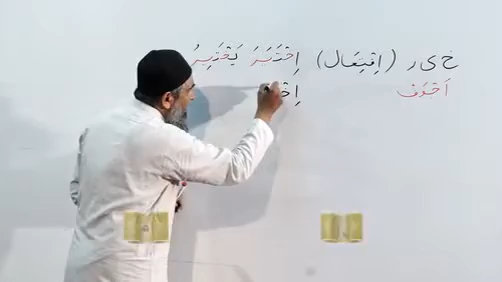 خ ی ر (اِفْتِعَال) اِخْتَيَرَ يَخْتَيِرُ
اَجْوَف